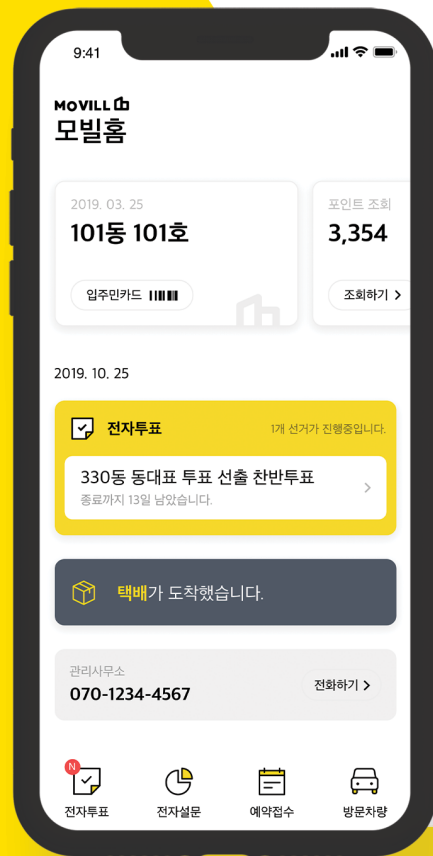 9:41
MOVILL
모빌홈
2019. 03. 25
101동 101호
입주민카드
포인트 조회
3,354
조회하기 >
2019. 10. 25
전자투표
1개 선거가 진행중입니다.
330동 동대표 투표 선출 찬반투표
종료까지 13일 남았습니다.
택배가 도착했습니다.
관리사무소
070-1234-4567
전화하기 >
N
전자투표
전자설문
예약접수
방문차량